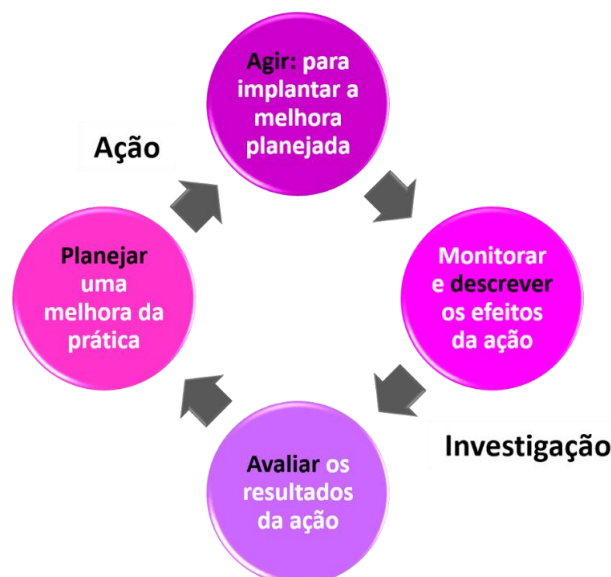 Agir: para
implantar a
melhora
planejada
Ação
Planejar
uma
melhora da
prática
Monitorar
e descrever
os efeitos
da ação
Investigação
Avaliar os
resultados
da ação